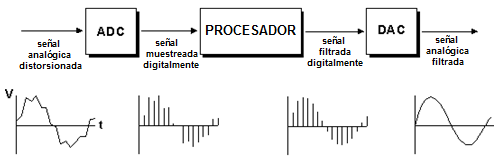 ADC
PROCESADOR
DAC
señal
analógica
distorsionada
señal
muestreada
digitalmente
señal
filtrada
digitalmente
señal
analógica
filtrada
V
t